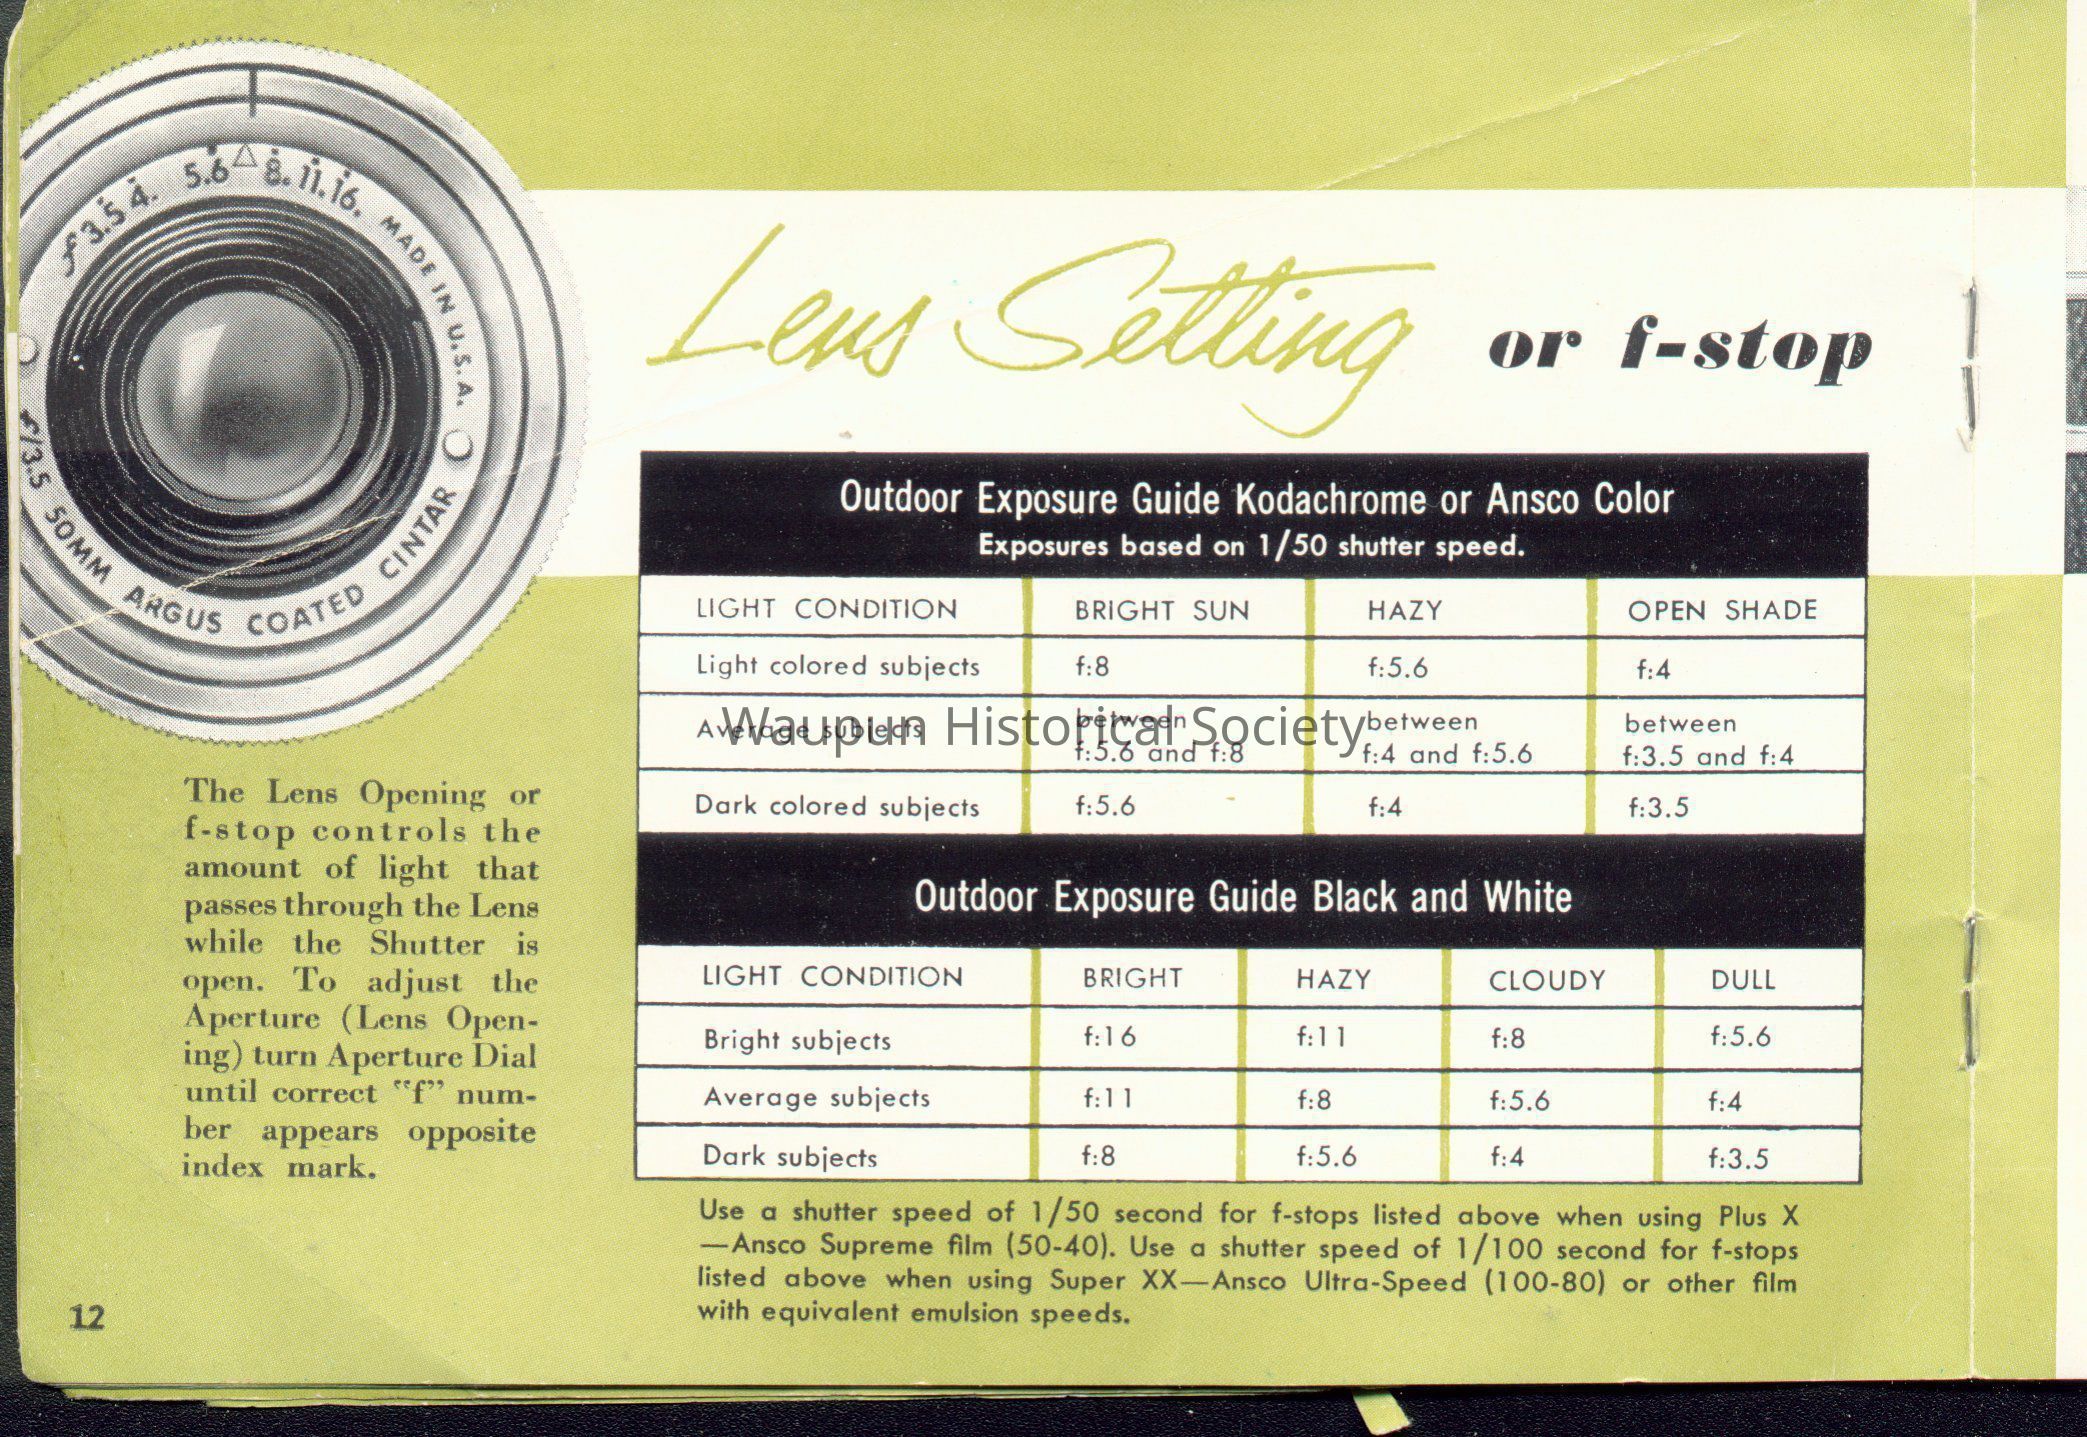 f 3.5 4. 5.6 8. 11. 16. MADE IN U.S.A.
f/3.5 50MM ARGUS COATED CINTAR
Lens Setting or f-stop
Outdoor Exposure Guide Kodachrome or Ansco Color
Exposures based on 1/50 shutter speed.
LIGHT CONDITION BRIGHT SUN HAZY OPEN SHADE
Light colored subjects f:8 f:5.6 f:4
Average subjects between f:5.6 and f:8 between f:4 and f:5.6 between f:3.5 and f:4
Dark colored subjects f:5.6 f:4 f:3.5
Waupun Historical Society
Outdoor Exposure Guide Black and White
LIGHT CONDITION BRIGHT HAZY CLOUDY DULL
Bright subjects f:16 f:11 f:8 f:5.6
Average subjects f:11 f:8 f:5.6 f:4
Dark subjects f:8 f:5.6 f:4 f:3.5
Use a shutter speed of 1/50 second for f-stops listed above when using Plus X
—Ansco Supreme film (50-40). Use a shutter speed of 1/100 second for f-stops
listed above when using Super XX—Ansco Ultra-Speed (100-80) or other film
with equivalent emulsion speeds.
The Lens Opening or
f-stop controls the
amount of light that
passes through the Lens
while the Shutter is
open. To adjust the
Aperture (Lens Open-
ing) turn Aperture Dial
until correct "f" num-
ber appears opposite
index mark.
12